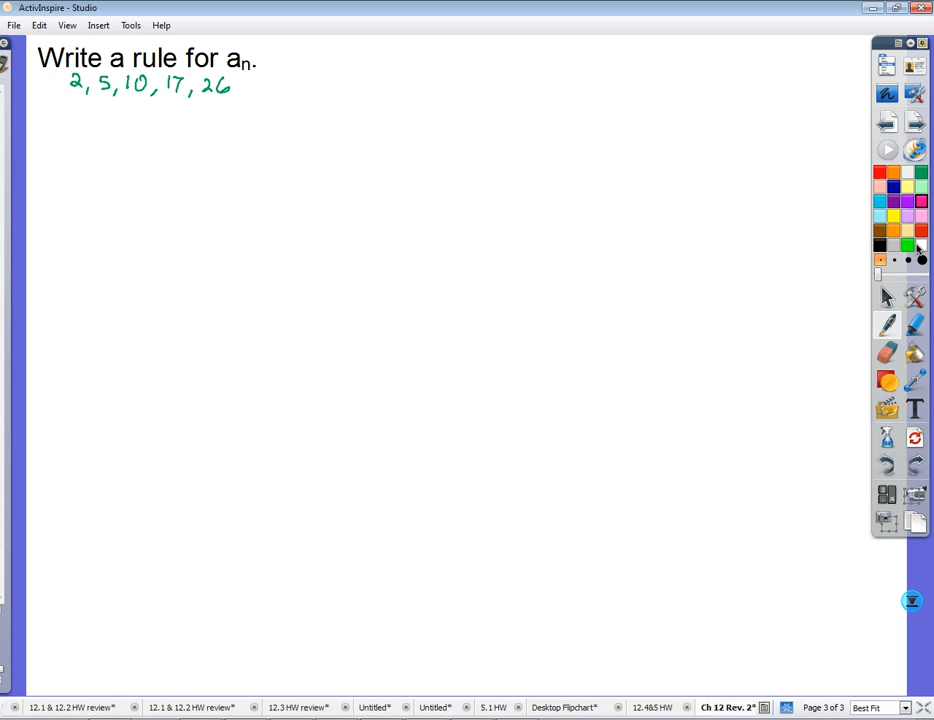 ActivInspire - Studio
File Edit View Insert Tools Help
Write a rule for an.
2, 5, 10, 17, 26
12.1 & 12.2 HW review* 12.1 & 12.2 HW review* 12.3 HW review* Untitled* Untitled* 5.1 HW Desktop Flipchart* 12.4&5 HW Ch 12 Rev. 2* Page 3 of 3 Best Fit